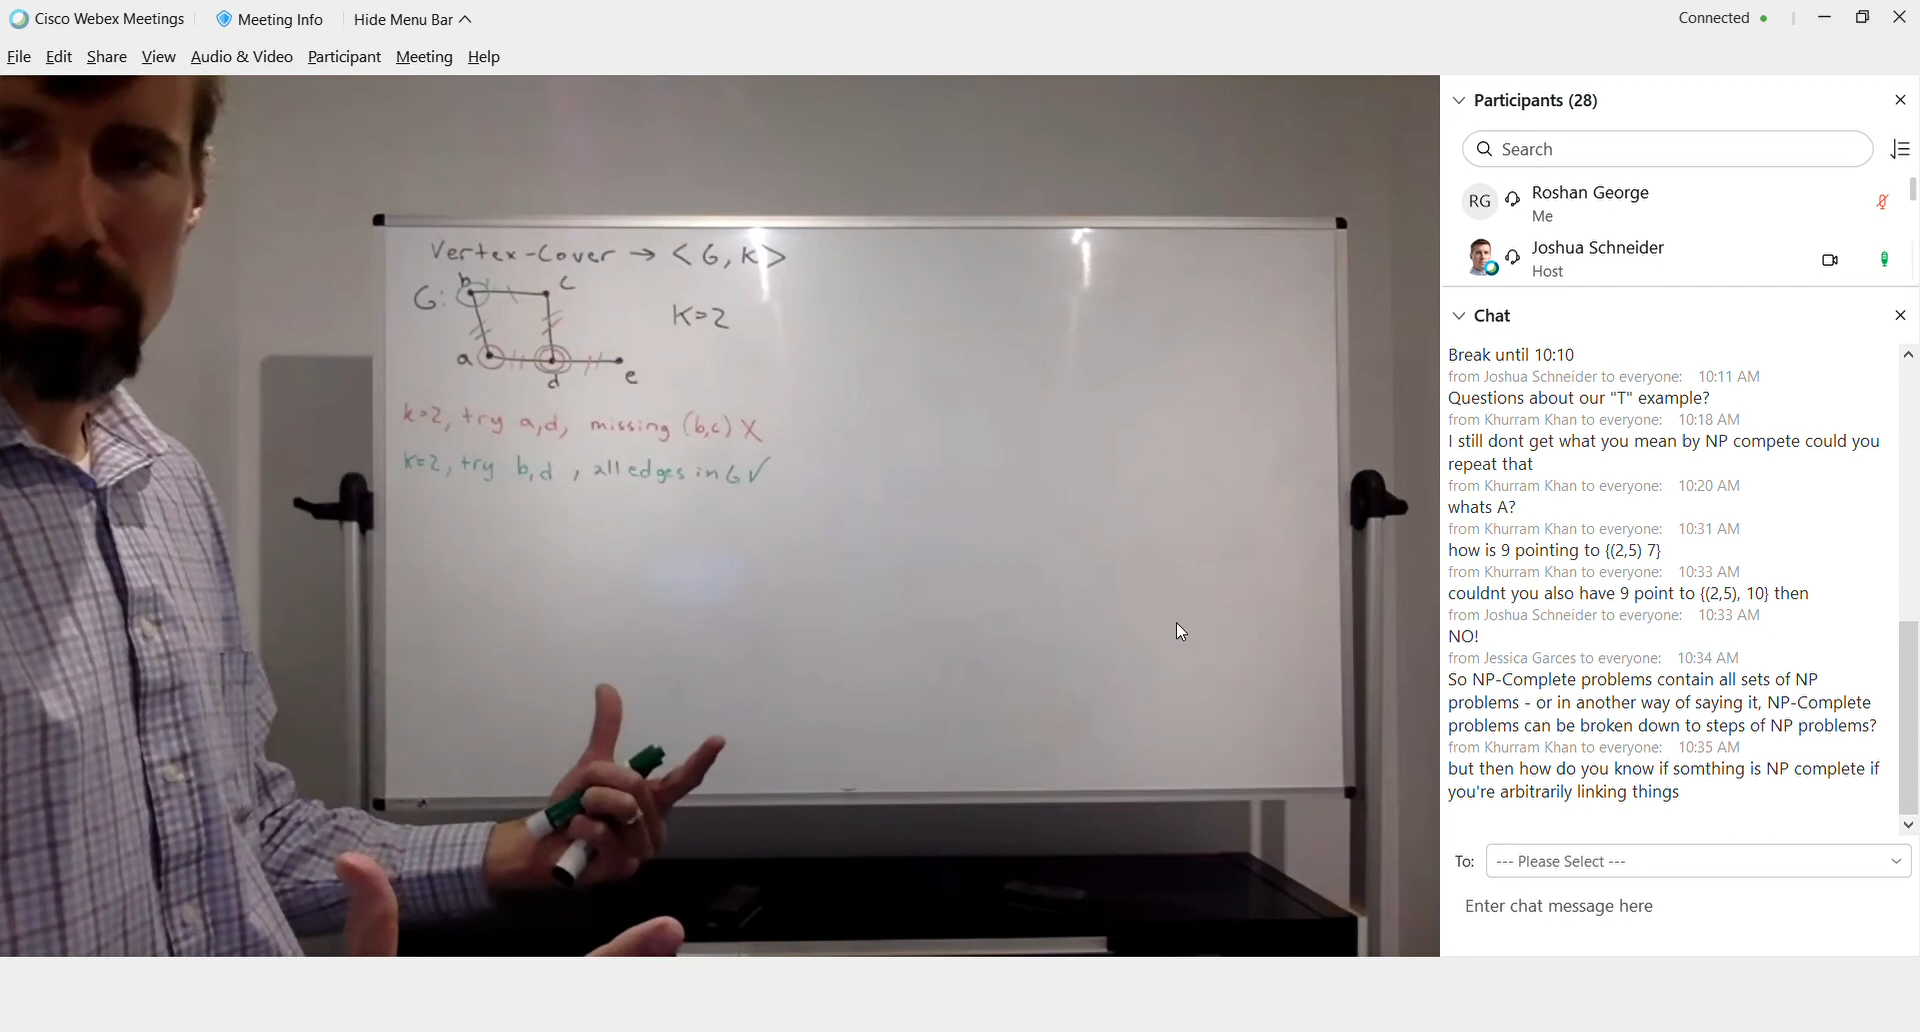 Cisco Webex Meetings
Meeting Info
Hide Menu Bar
Connected
File Edit Share View Audio & Video Participant Meeting Help
Vertex-Cover → < G, K >
G:
b
c
a
d
e
K=2
k=2, try a,d, missing (b,c) X
k=2, try b,d , all edges in G ✓
Participants (28)
Search
RG
Roshan George
Me
Joshua Schneider
Host
Chat
Break until 10:10
from Joshua Schneider to everyone: 10:11 AM
Questions about our "T" example?
from Khurram Khan to everyone: 10:18 AM
I still dont get what you mean by NP compete could you
repeat that
from Khurram Khan to everyone: 10:20 AM
whats A?
from Khurram Khan to everyone: 10:31 AM
how is 9 pointing to {(2,5) 7}
from Khurram Khan to everyone: 10:33 AM
couldnt you also have 9 point to {(2,5), 10} then
from Joshua Schneider to everyone: 10:33 AM
NO!
from Jessica Garces to everyone: 10:34 AM
So NP-Complete problems contain all sets of NP
problems - or in another way of saying it, NP-Complete
problems can be broken down to steps of NP problems?
from Khurram Khan to everyone: 10:35 AM
but then how do you know if somthing is NP complete if
you're arbitrarily linking things
To: --- Please Select ---
Enter chat message here